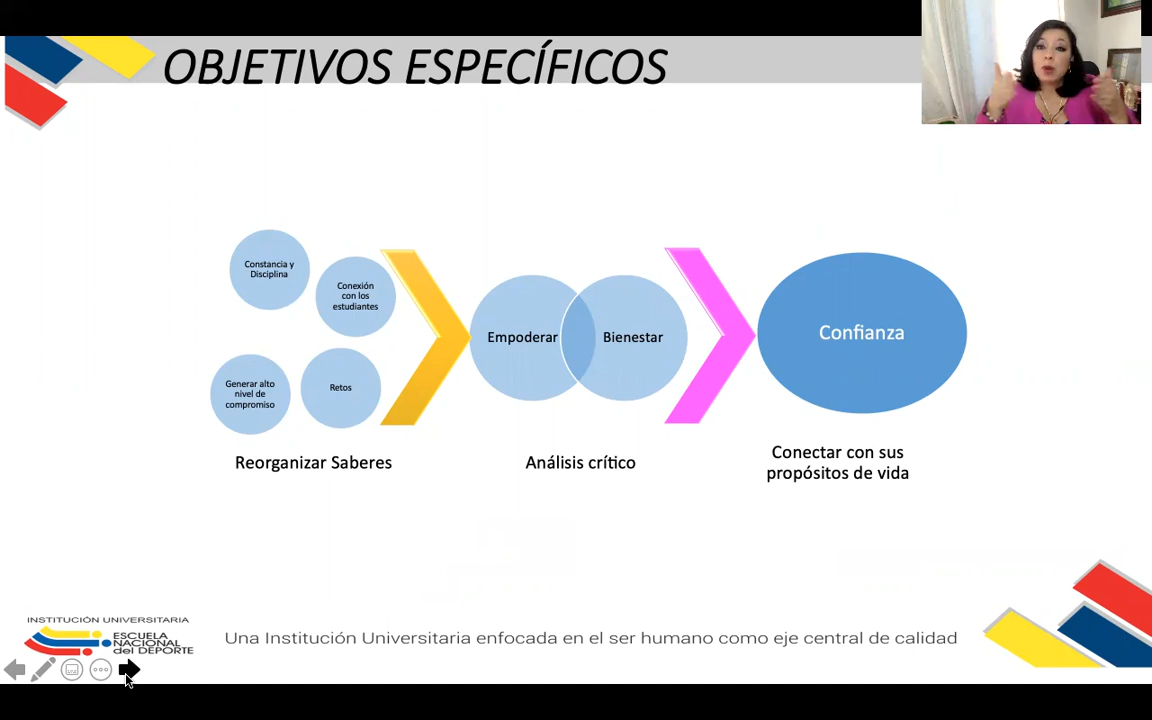 OBJETIVOS ESPECÍFICOS
Constancia y
Disciplina
Conexión
con los
estudiantes
Generar alto
nivel de
compromiso
Retos
Reorganizar Saberes
Empoderar
Bienestar
Análisis crítico
Confianza
Conectar con sus
propósitos de vida
INSTITUCIÓN UNIVERSITARIA
ESCUELA
NACIONAL
del DEPORTE
Una Institución Universitaria enfocada en el ser humano como eje central de calidad